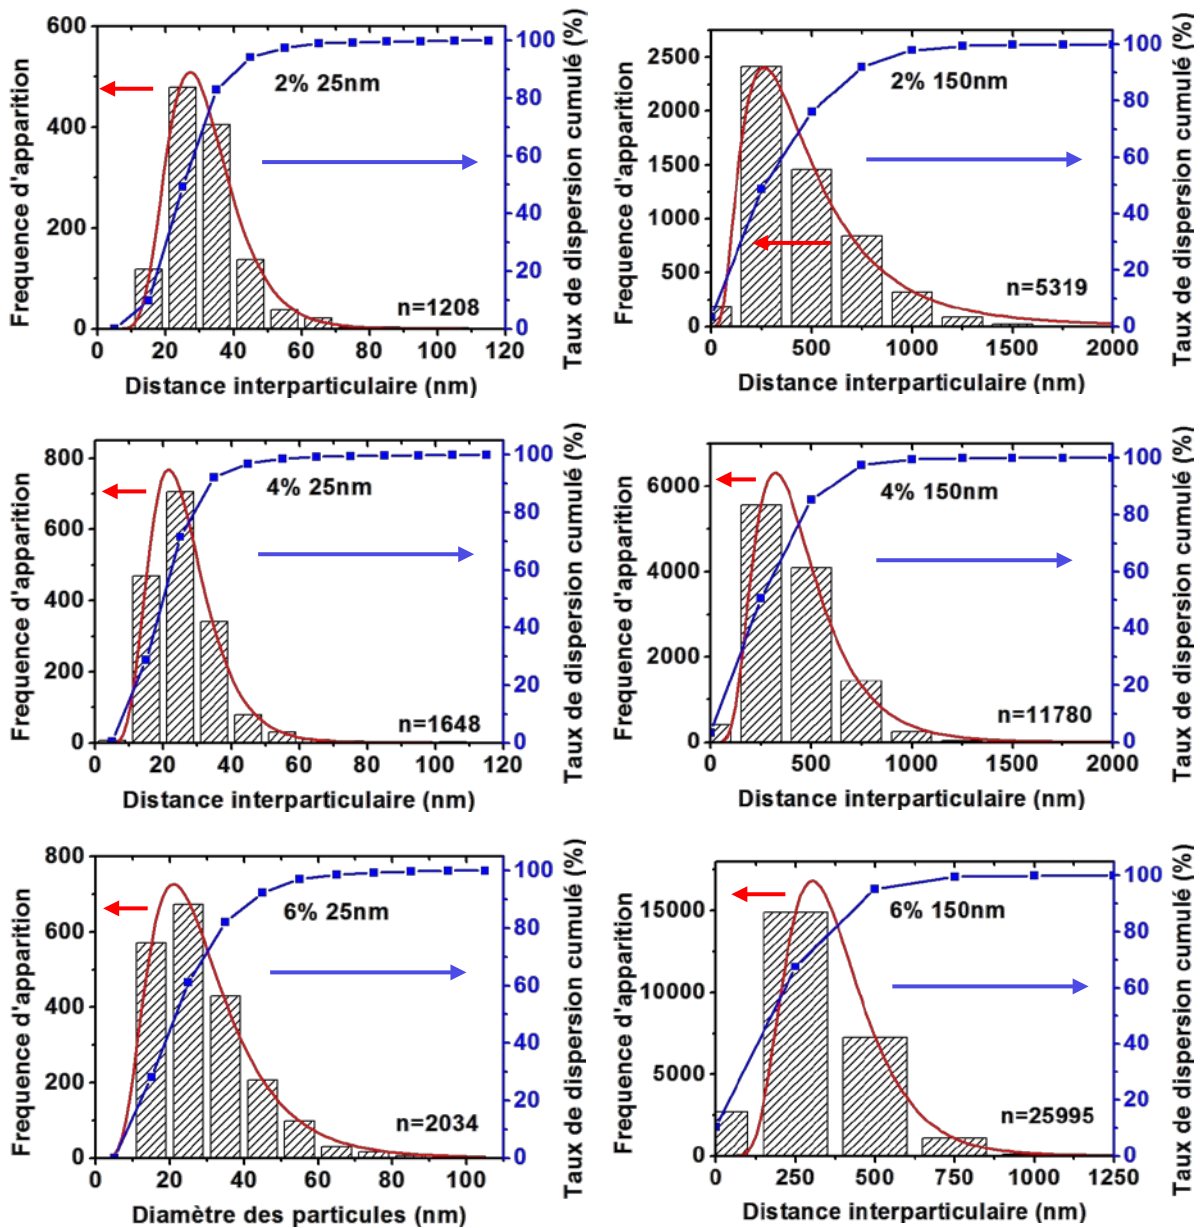 600
400
200
0
0 20 40 60 80 100 120
100
80
60
40
20
0
Frequence d'apparition
Taux de dispersion cumulé (%)
2% 25nm
n=1208
Distance interparticulaire (nm)
2500
2000
1500
1000
500
0
0 500 1000 1500 2000
100
80
60
40
20
0
Frequence d'apparition
Taux de dispersion cumulé (%)
2% 150nm
n=5319
Distance interparticulaire (nm)
800
600
400
200
0
0 20 40 60 80 100 120
100
80
60
40
20
0
Frequence d'apparition
Taux de dispersion cumulé (%)
4% 25nm
n=1648
Distance interparticulaire (nm)
6000
4000
2000
0
0 500 1000 1500 2000
100
80
60
40
20
0
Frequence d'apparition
Taux de dispersion cumulé (%)
4% 150nm
n=11780
Distance interparticulaire (nm)
800
600
400
200
0
0 20 40 60 80 100
100
80
60
40
20
0
Frequence d'apparition
Taux de dispersion cumulé (%)
6% 25nm
n=2034
Diamètre des particules (nm)
15000
10000
5000
0
0 250 500 750 1000 1250
100
80
60
40
20
0
Frequence d'apparition
Taux de dispersion cumulé (%)
6% 150nm
n=25995
Distance interparticulaire (nm)